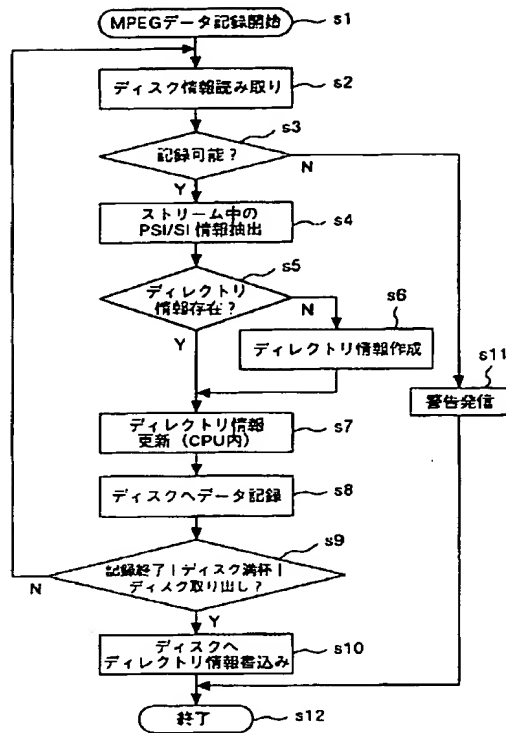 MPEGデータ記録開始
s1
ディスク情報読み取り
s2
s3
記録可能？
N
Y
ストリーム中の
PSI/SI 情報抽出
s4
s5
ディレクトリ
情報存在？
N
s6
Y
ディレクトリ情報作成
s11
警告発信
ディレクトリ情報
更新（CPU内）
s7
ディスクへデータ記録
s8
s9
記録終了｜ディスク満杯｜
ディスク取り出し？
N
Y
ディスクへ
ディレクトリ情報書込み
s10
終了
s12